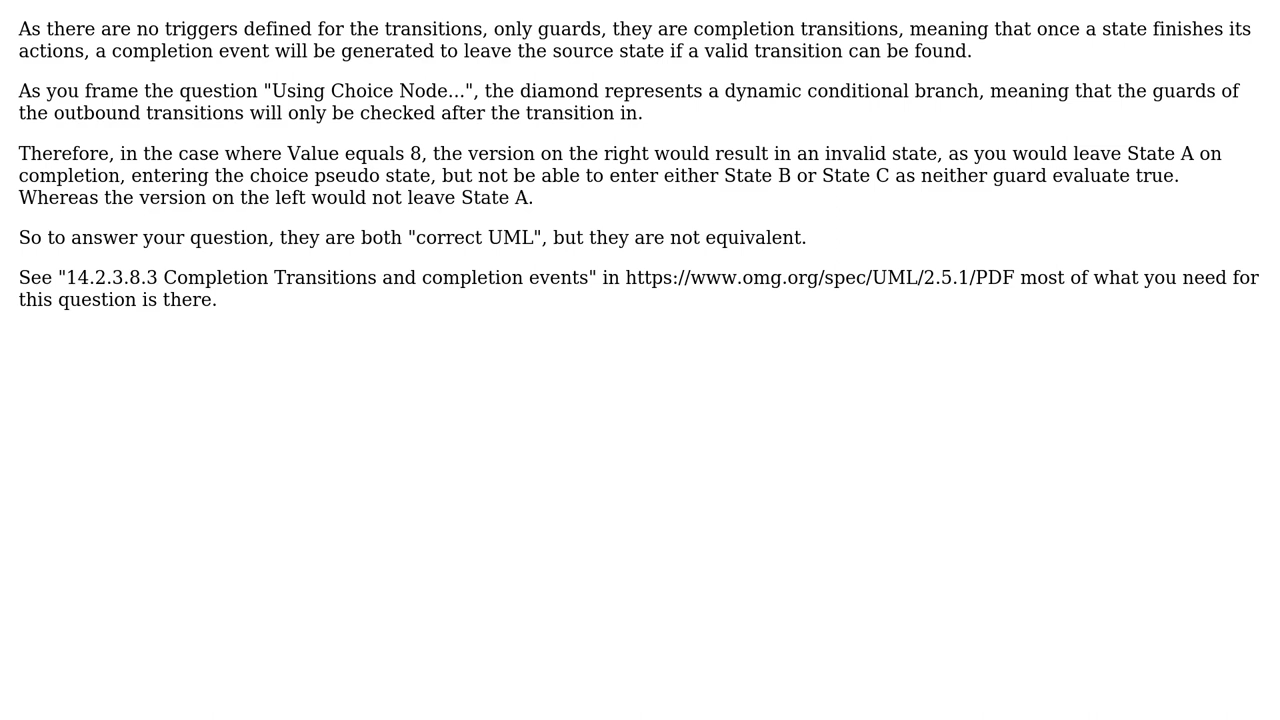 As there are no triggers defined for the transitions, only guards, they are completion transitions, meaning that once a state finishes its
actions, a completion event will be generated to leave the source state if a valid transition can be found.
As you frame the question "Using Choice Node...", the diamond represents a dynamic conditional branch, meaning that the guards of
the outbound transitions will only be checked after the transition in.
Therefore, in the case where Value equals 8, the version on the right would result in an invalid state, as you would leave State A on
completion, entering the choice pseudo state, but not be able to enter either State B or State C as neither guard evaluate true.
Whereas the version on the left would not leave State A.
So to answer your question, they are both "correct UML", but they are not equivalent.
See "14.2.3.8.3 Completion Transitions and completion events" in https://www.omg.org/spec/UML/2.5.1/PDF most of what you need for
this question is there.